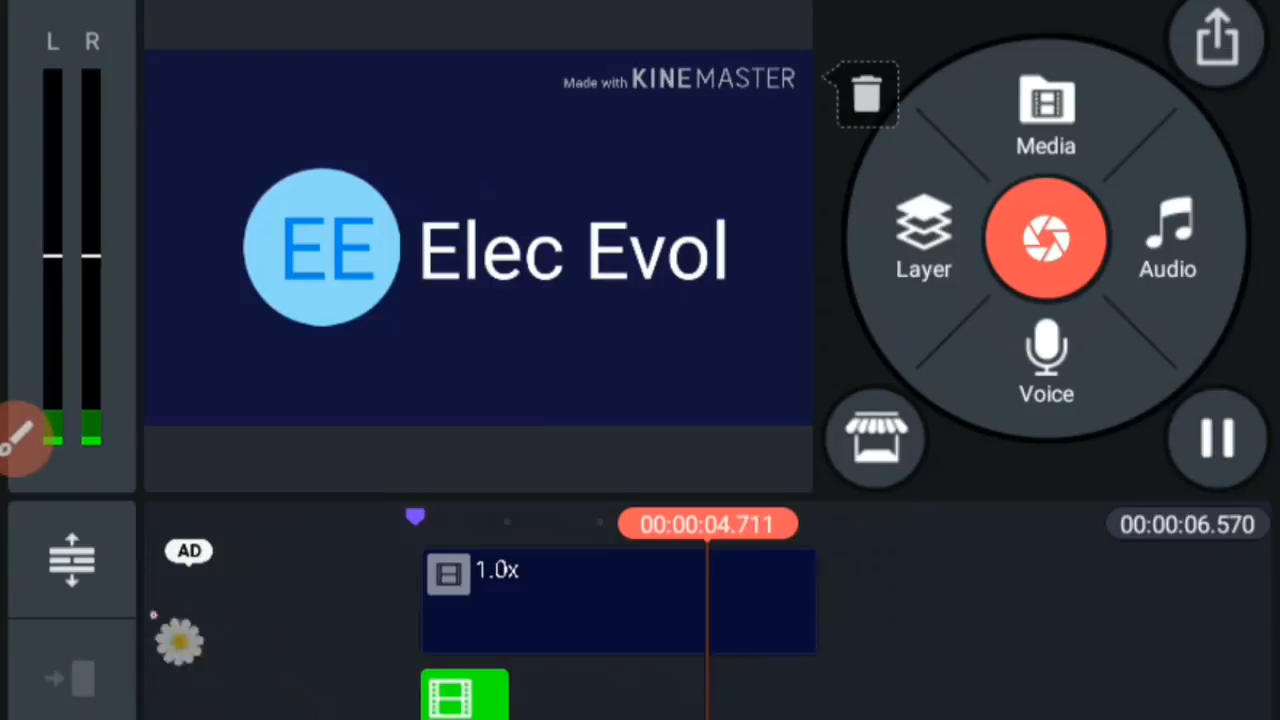 L R
Made with KINEMASTER
EE Elec Evol
Media
Layer
Audio
Voice
00:00:04.711
00:00:06.570
AD
1.0x